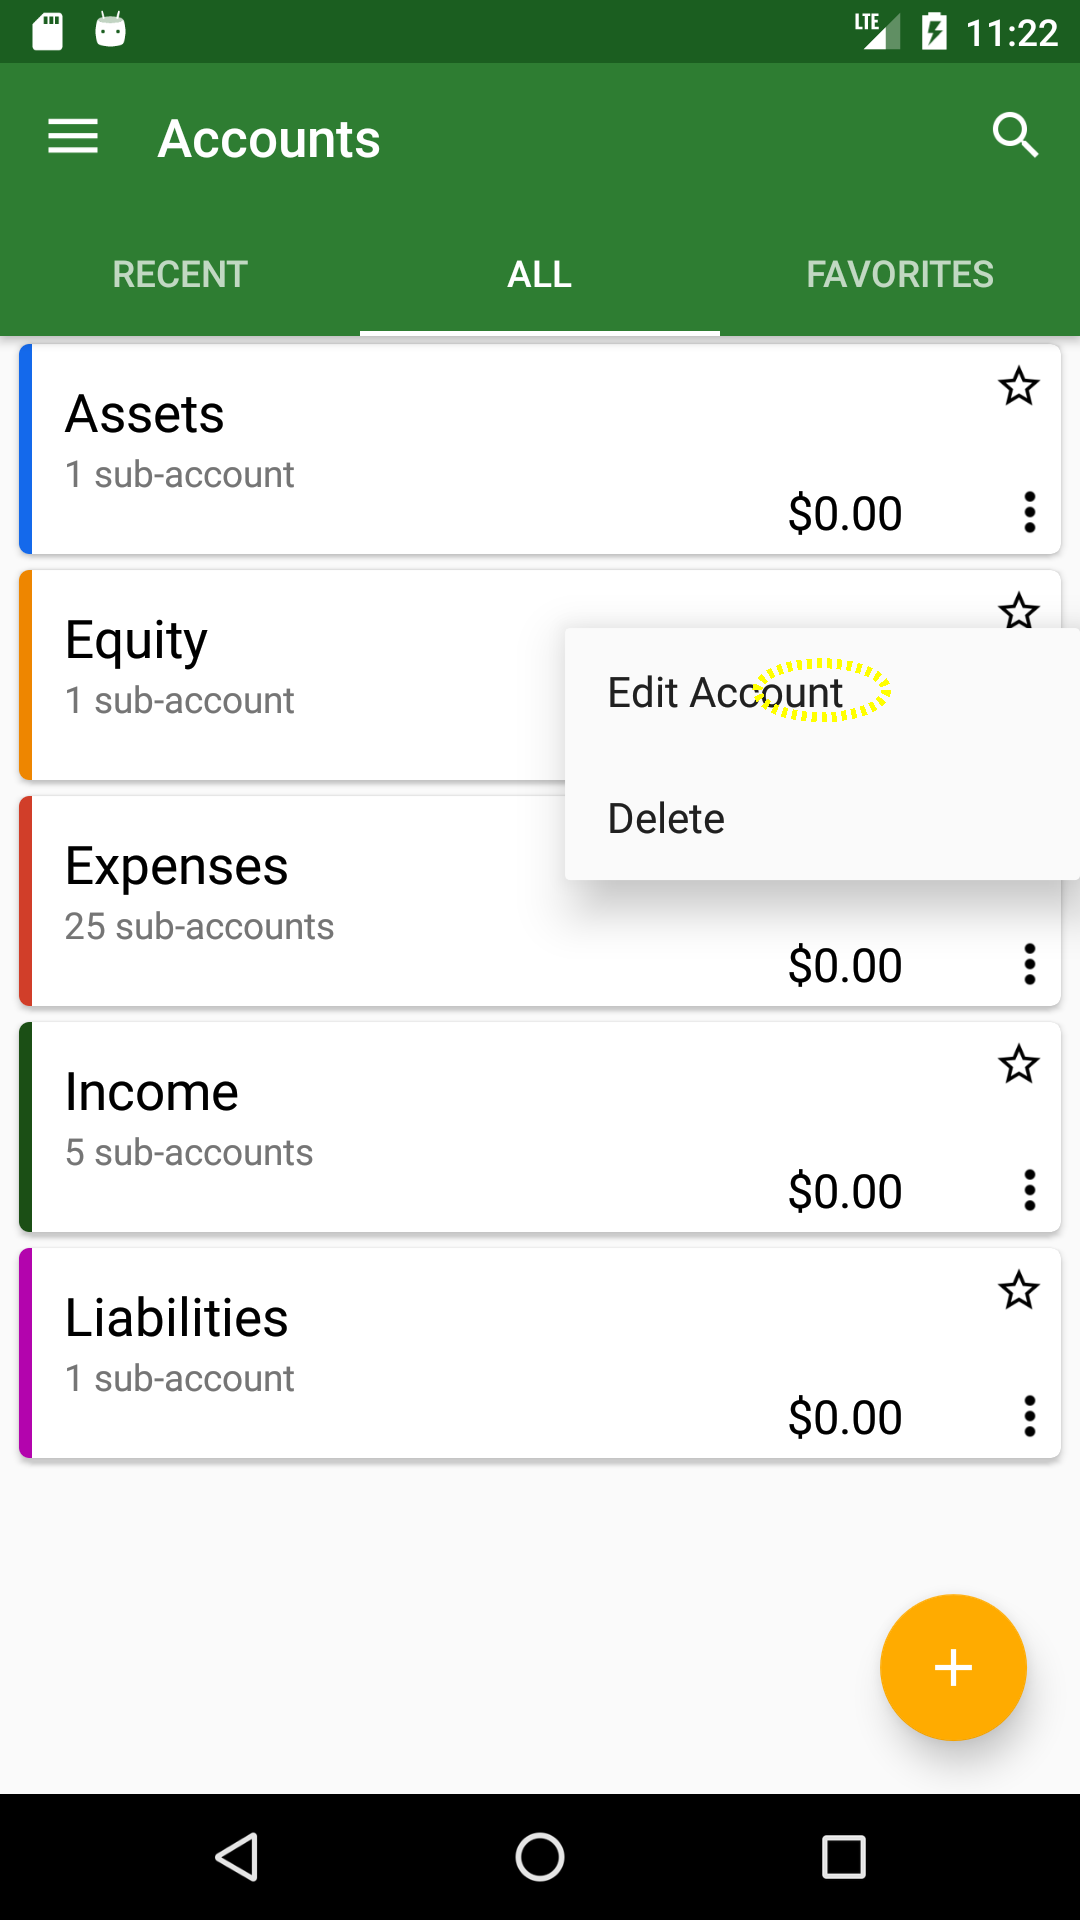 LTE 11:22
Accounts
RECENT ALL FAVORITES
Assets
1 sub-account
$0.00
Equity
1 sub-account
Edit Account
Delete
Expenses
25 sub-accounts
$0.00
Income
5 sub-accounts
$0.00
Liabilities
1 sub-account
$0.00